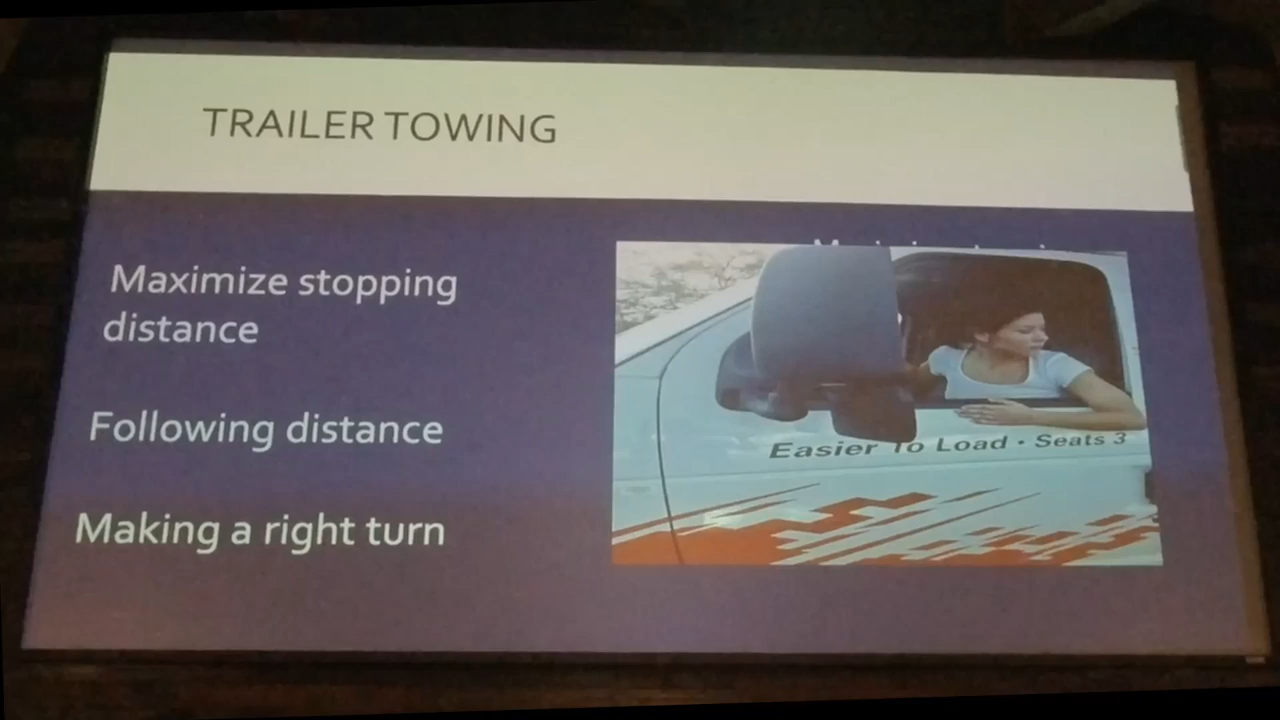 TRAILER TOWING
Maximize stopping
distance
Following distance
Making a right turn
Easier To Load • Seats 3